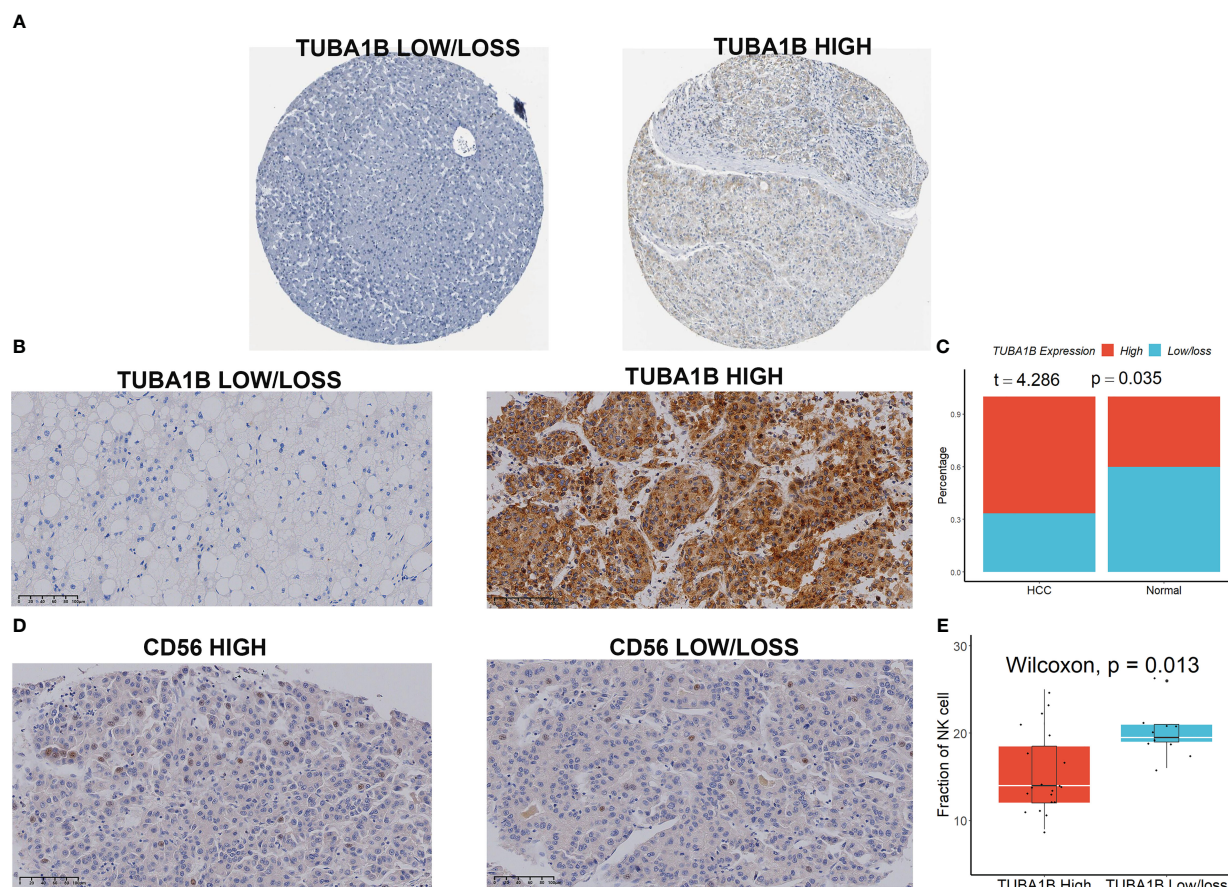 A
TUBA1B LOW/LOSS
TUBA1B HIGH
B
TUBA1B LOW/LOSS
TUBA1B HIGH
C
TUBA1B Expression High Low/loss
t = 4.286 p = 0.035
0.9
0.6
0.3
0.0
Percentage
HCC Normal
D
CD56 HIGH
CD56 LOW/LOSS
E
Wilcoxon, p = 0.013
30
20
10
Fraction of NK cell
TUBA1B High TUBA1B Low/loss